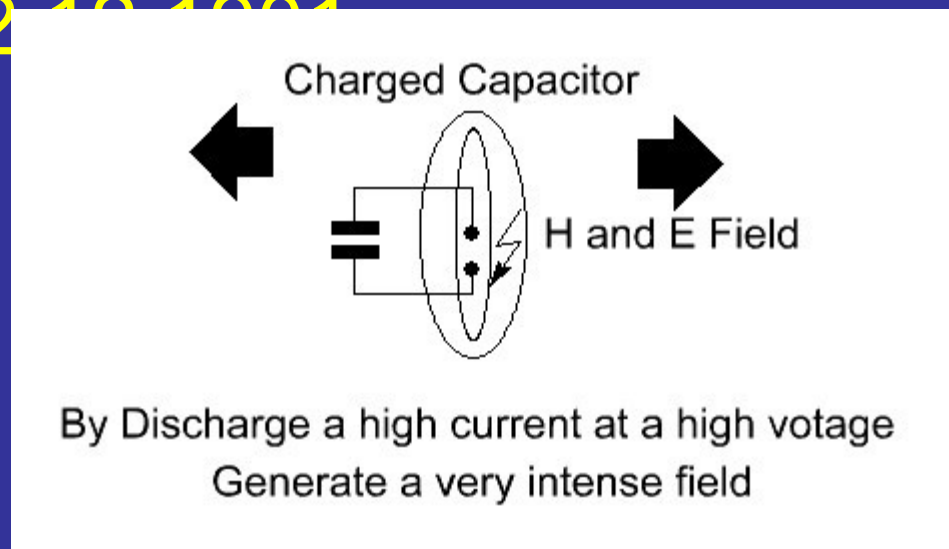 Charged Capacitor
H and E Field
By Discharge a high current at a high votage
Generate a very intense field